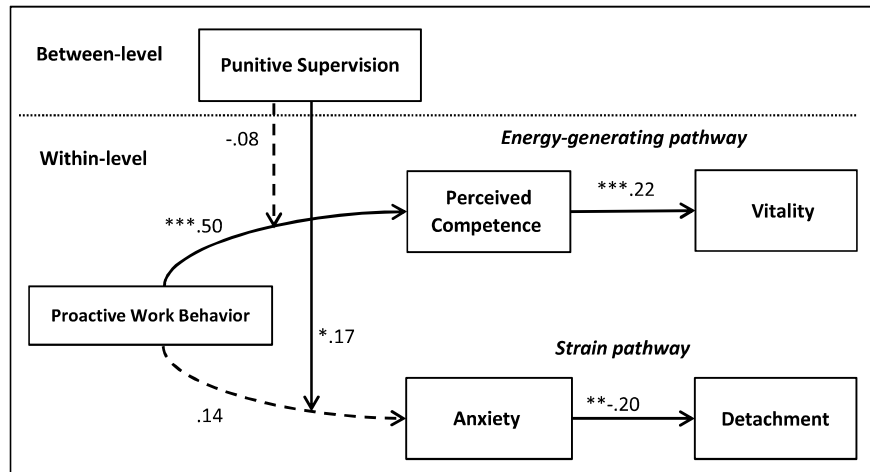 Between-level
Punitive Supervision
-.08
Energy-generating pathway
Within-level
Perceived
Competence
***.22
Vitality
***.50
Proactive Work Behavior
*.17
Strain pathway
.14
Anxiety
**-.20
Detachment